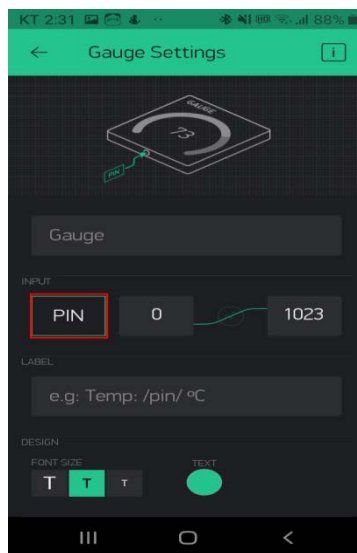 KT 2:31 88%
Gauge Settings i
GAUGE
73
PIN
Gauge
INPUT
PIN 0 1023
LABEL
e.g: Temp: /pin/ ºC
DESIGN
FONT SIZE TEXT
T T T